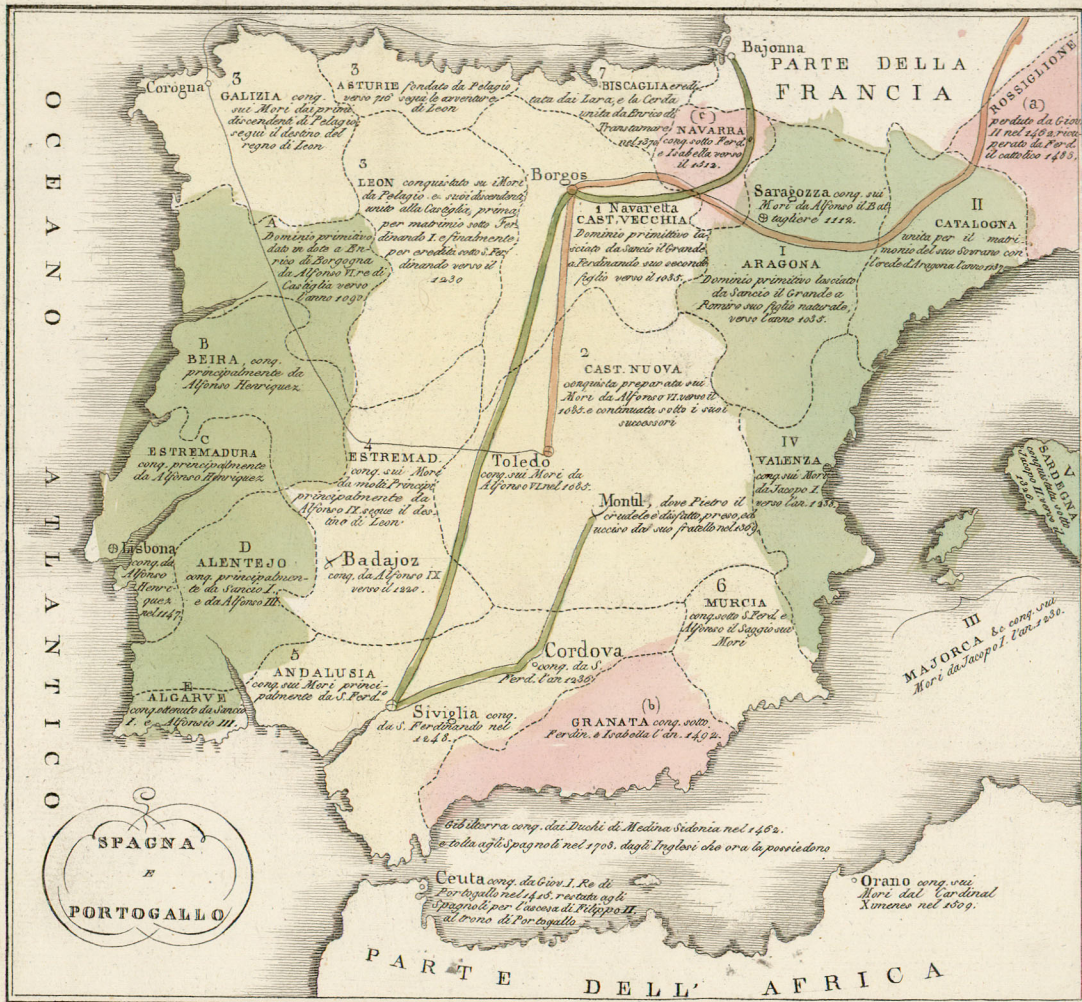 OCEANO ATLANTICO
Corogna
3
GALIZIA cong.
sui Mori dai primi
discendenti di Pelagio
segui il destino del
regno di Leon
3
ASTURIE fondato da Pelagio
verso 716 segui le avventure
di Leon
7
BISCAGLIA eredi-
tata dai Lara, e la Cerda
unita da Enrico di
Transtamare
nel 1370
Bajonna
PARTE DELLA
FRANCIA
ROSSIGLIONE
(a)
perduto da Giov.
II nel 1462, ricu
perato da Ferd.
il cattolico 1493.
(c)
NAVARRA
cong. sotto Ferd.
e Isabella verso
il 1512.
3
LEON conquistato su i Mori
da Pelagio e suoi discendenti
unito alla Castiglia, prima
per matrimonio sotto Fer
dinando I. e finalmente
per eredità sotto S. Fer
dinando verso il
1230
Borgos
1 Navaretta
CAST. VECCHIA
Dominio primittivo la-
sciato da Sancio il Grande
a Ferdinando suo secondo
figlio verso il 1035.
Saragozza cong. sui
Mori da Alfonso il Bat
tagliere 1112.
II
CATALOGNA
unita per il matri
monio del suo Sovrano con
l'erede d'Aragona l'anno 1137
I
ARAGONA
Dominio primitivo lasciato
da Sancio il Grande a
Romiro suo figlio naturale,
verso l'anno 1035.
A
Dominio primitivo
dato in dote a En-
rico di Borgogna
da Alfonso VI. re di
Castiglia verso
l'anno 1090.
B
BEIRA, cong.
principalmente da
Alfonso Henriquez
2
CAST. NUOVA
conquista preparata sui
Mori da Alfonso VI. verso il
1085. e continuata sotto i suoi
successori
C
ESTREMADURA
cong. principalmente
da Alfonso Henriquez
4
ESTREMAD.
cong. sui Mori
da molti Principi
principalmente da
Alfonso IX. segue il des-
tino di Leon.
Toledo
cong. sui Mori da
Alfonso VI. nel 1085.
IV
VALENZA
cong. sui Mori
da Jacopo I.
verso l'an. 1238.
V
SARDEGNA
conquistata sotto
Jacopo II. verso il
1326.
Montil, dove Pietro il
crudele è disfatto, preso, ed
ucciso dal suo fratello nel 1369
Lisbona
cong. da
Alfonso
Henri-
quez
nel 1147.
D
ALENTEJO
cong. principalmen-
te da Sancio I.
e da Alfonso III.
Badajoz
cong. da Alfonso IX
verso il 1220.
6
MURCIA
cong. sotto S. Ferd. e
Alfonso il Saggio sui
Mori
III
MAJORCA &c. cong. sui
Mori da Jacopo I. l'an. 1230.
5
ANDALUSIA
cong. sui Mori princi-
palmente da S. Ferd.o
Cordova
cong. da S.
Ferd. l'an 1236.
E
ALGARVE
cong. ottenuto da Sancio
I. e Alfonsio III.
Siviglia cong.
da S. Ferdinando nel
1248.
(b)
GRANATA cong. sotto
Ferdin. e Isabella l'an. 1492.
SPAGNA
E
PORTOGALLO
Gibilterra cong. dai Duchi di Medina Sidonia nel 1462.
e tolta agli Spagnoli nel 1703. dagli Inglesi che ora la possiedono
Ceuta cong. da Giov. I. Re di
Portogallo nel 1415. restata agli
Spagnoli per l'ascesa di Filippo II.
al trono di Portogallo
Orano cong. sui
Mori dal Cardinal
Ximenes nel 1509.
PARTE DELL' AFRICA